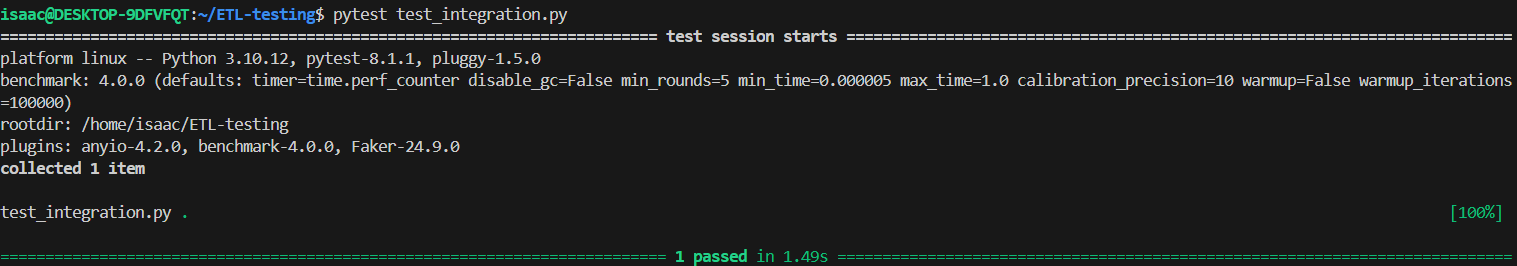 isaac@DESKTOP-9DFVFQT:~/ETL-testing$ pytest test_integration.py
========================================================================= test session starts ==========================================================================
platform linux -- Python 3.10.12, pytest-8.1.1, pluggy-1.5.0
benchmark: 4.0.0 (defaults: timer=time.perf_counter disable_gc=False min_rounds=5 min_time=0.000005 max_time=1.0 calibration_precision=10 warmup=False warmup_iterations
=100000)
rootdir: /home/isaac/ETL-testing
plugins: anyio-4.2.0, benchmark-4.0.0, Faker-24.9.0
collected 1 item
test_integration.py . [100%]
========================================================================== 1 passed in 1.49s ===========================================================================